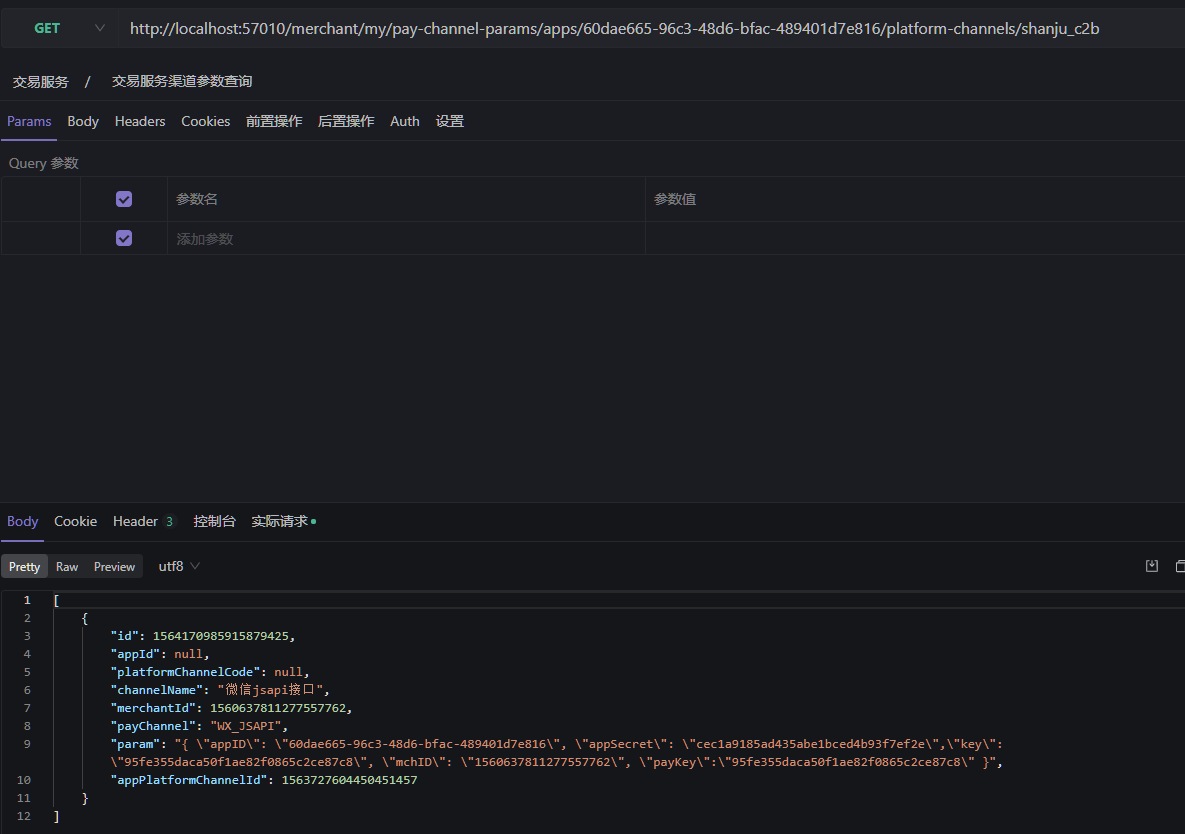 GET http://localhost:57010/merchant/my/pay-channel-params/apps/60dae665-96c3-48d6-bfac-489401d7e816/platform-channels/shanju_c2b
交易服务 / 交易服务渠道参数查询
Params Body Headers Cookies 前置操作 后置操作 Auth 设置
Query 参数
参数名 参数值
添加参数
Body Cookie Header 3 控制台 实际请求
Pretty Raw Preview utf8
1 [
2 {
3 "id": 1564170985915879425,
4 "appId": null,
5 "platformChannelCode": null,
6 "channelName": "微信jsapi接口",
7 "merchantId": 1560637811277557762,
8 "payChannel": "WX_JSAPI",
9 "param": "{ \"appID\": \"60dae665-96c3-48d6-bfac-489401d7e816\", \"appSecret\": \"cec1a9185ad435abe1bced4b93f7ef2e\",\"key\":
\"95fe355daca50f1ae82f0865c2ce87c8\", \"mchID\": \"1560637811277557762\", \"payKey\":\"95fe355daca50f1ae82f0865c2ce87c8\" }",
10 "appPlatformChannelId": 1563727604450451457
11 }
12 ]